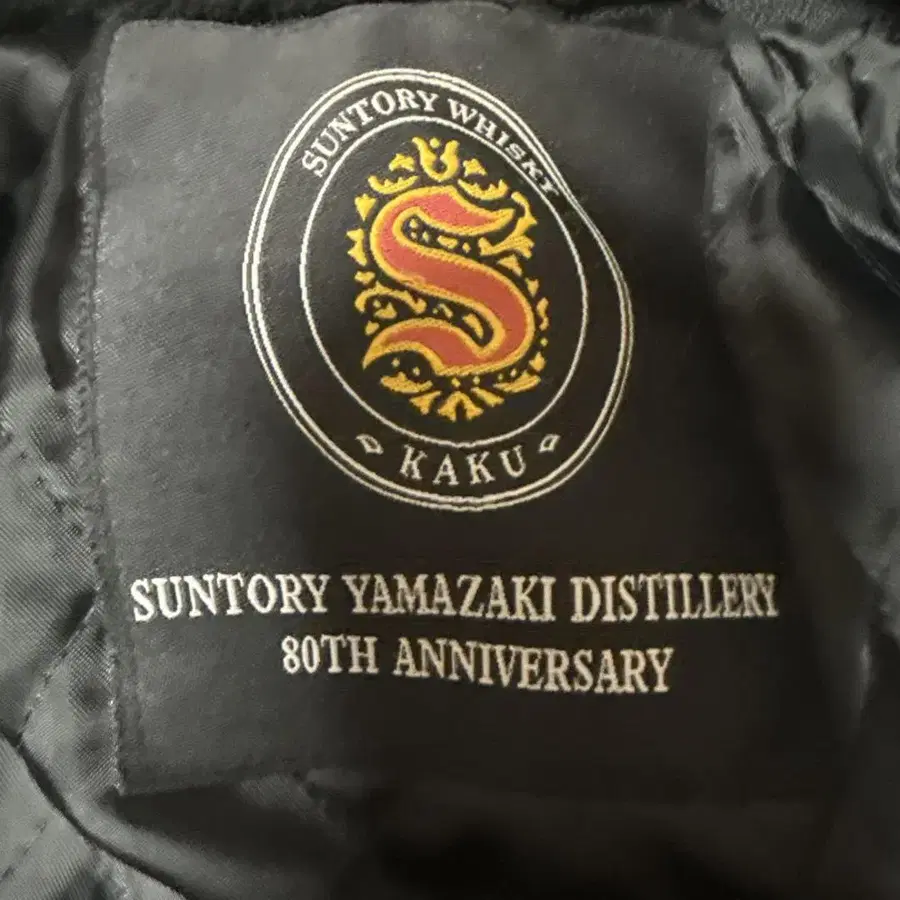 SUNTORY WHISKY
S
KAKU
SUNTORY YAMAZAKI DISTILLERY
80TH ANNIVERSARY